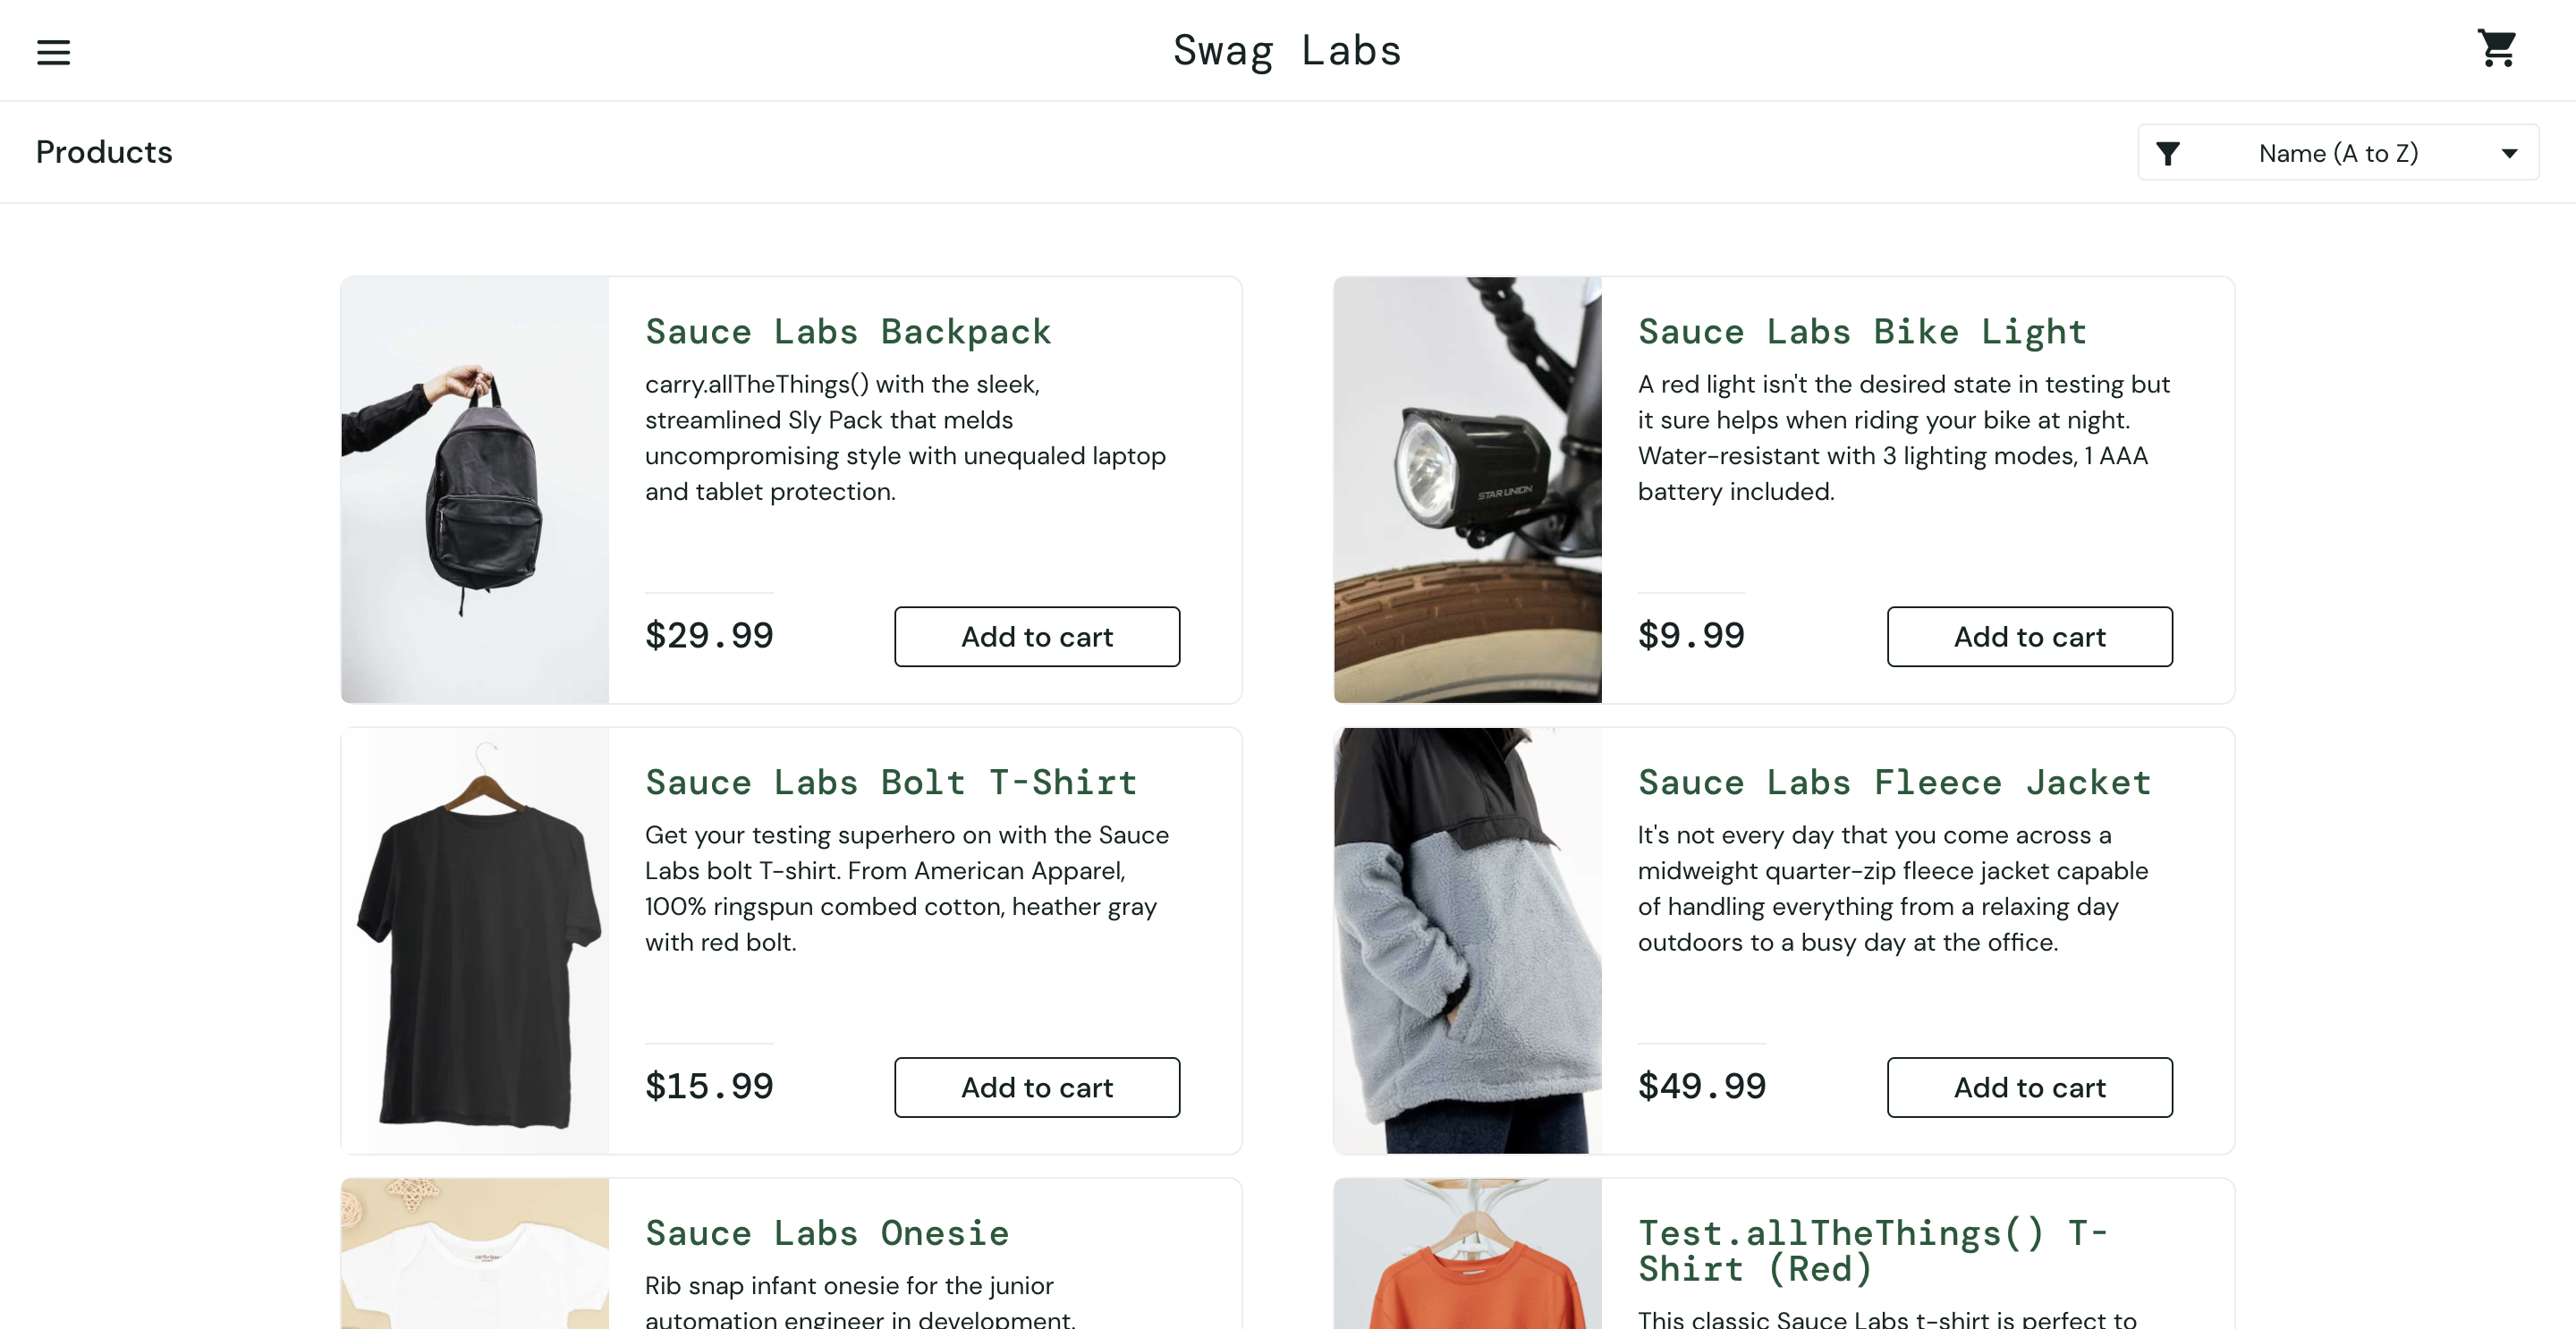 Swag Labs
Products
Name (A to Z)
Sauce Labs Backpack
carry.allTheThings() with the sleek,
streamlined Sly Pack that melds
uncompromising style with unequaled laptop
and tablet protection.
$29.99
Add to cart
Sauce Labs Bike Light
A red light isn't the desired state in testing but
it sure helps when riding your bike at night.
Water-resistant with 3 lighting modes, 1 AAA
battery included.
STAR UNION
$9.99
Add to cart
Sauce Labs Bolt T-Shirt
Get your testing superhero on with the Sauce
Labs bolt T-shirt. From American Apparel,
100% ringspun combed cotton, heather gray
with red bolt.
$15.99
Add to cart
Sauce Labs Fleece Jacket
It's not every day that you come across a
midweight quarter-zip fleece jacket capable
of handling everything from a relaxing day
outdoors to a busy day at the office.
$49.99
Add to cart
Sauce Labs Onesie
Rib snap infant onesie for the junior
automation engineer in development.
Test.allTheThings() T-
Shirt (Red)
This classic Sauce Labs t-shirt is perfect to